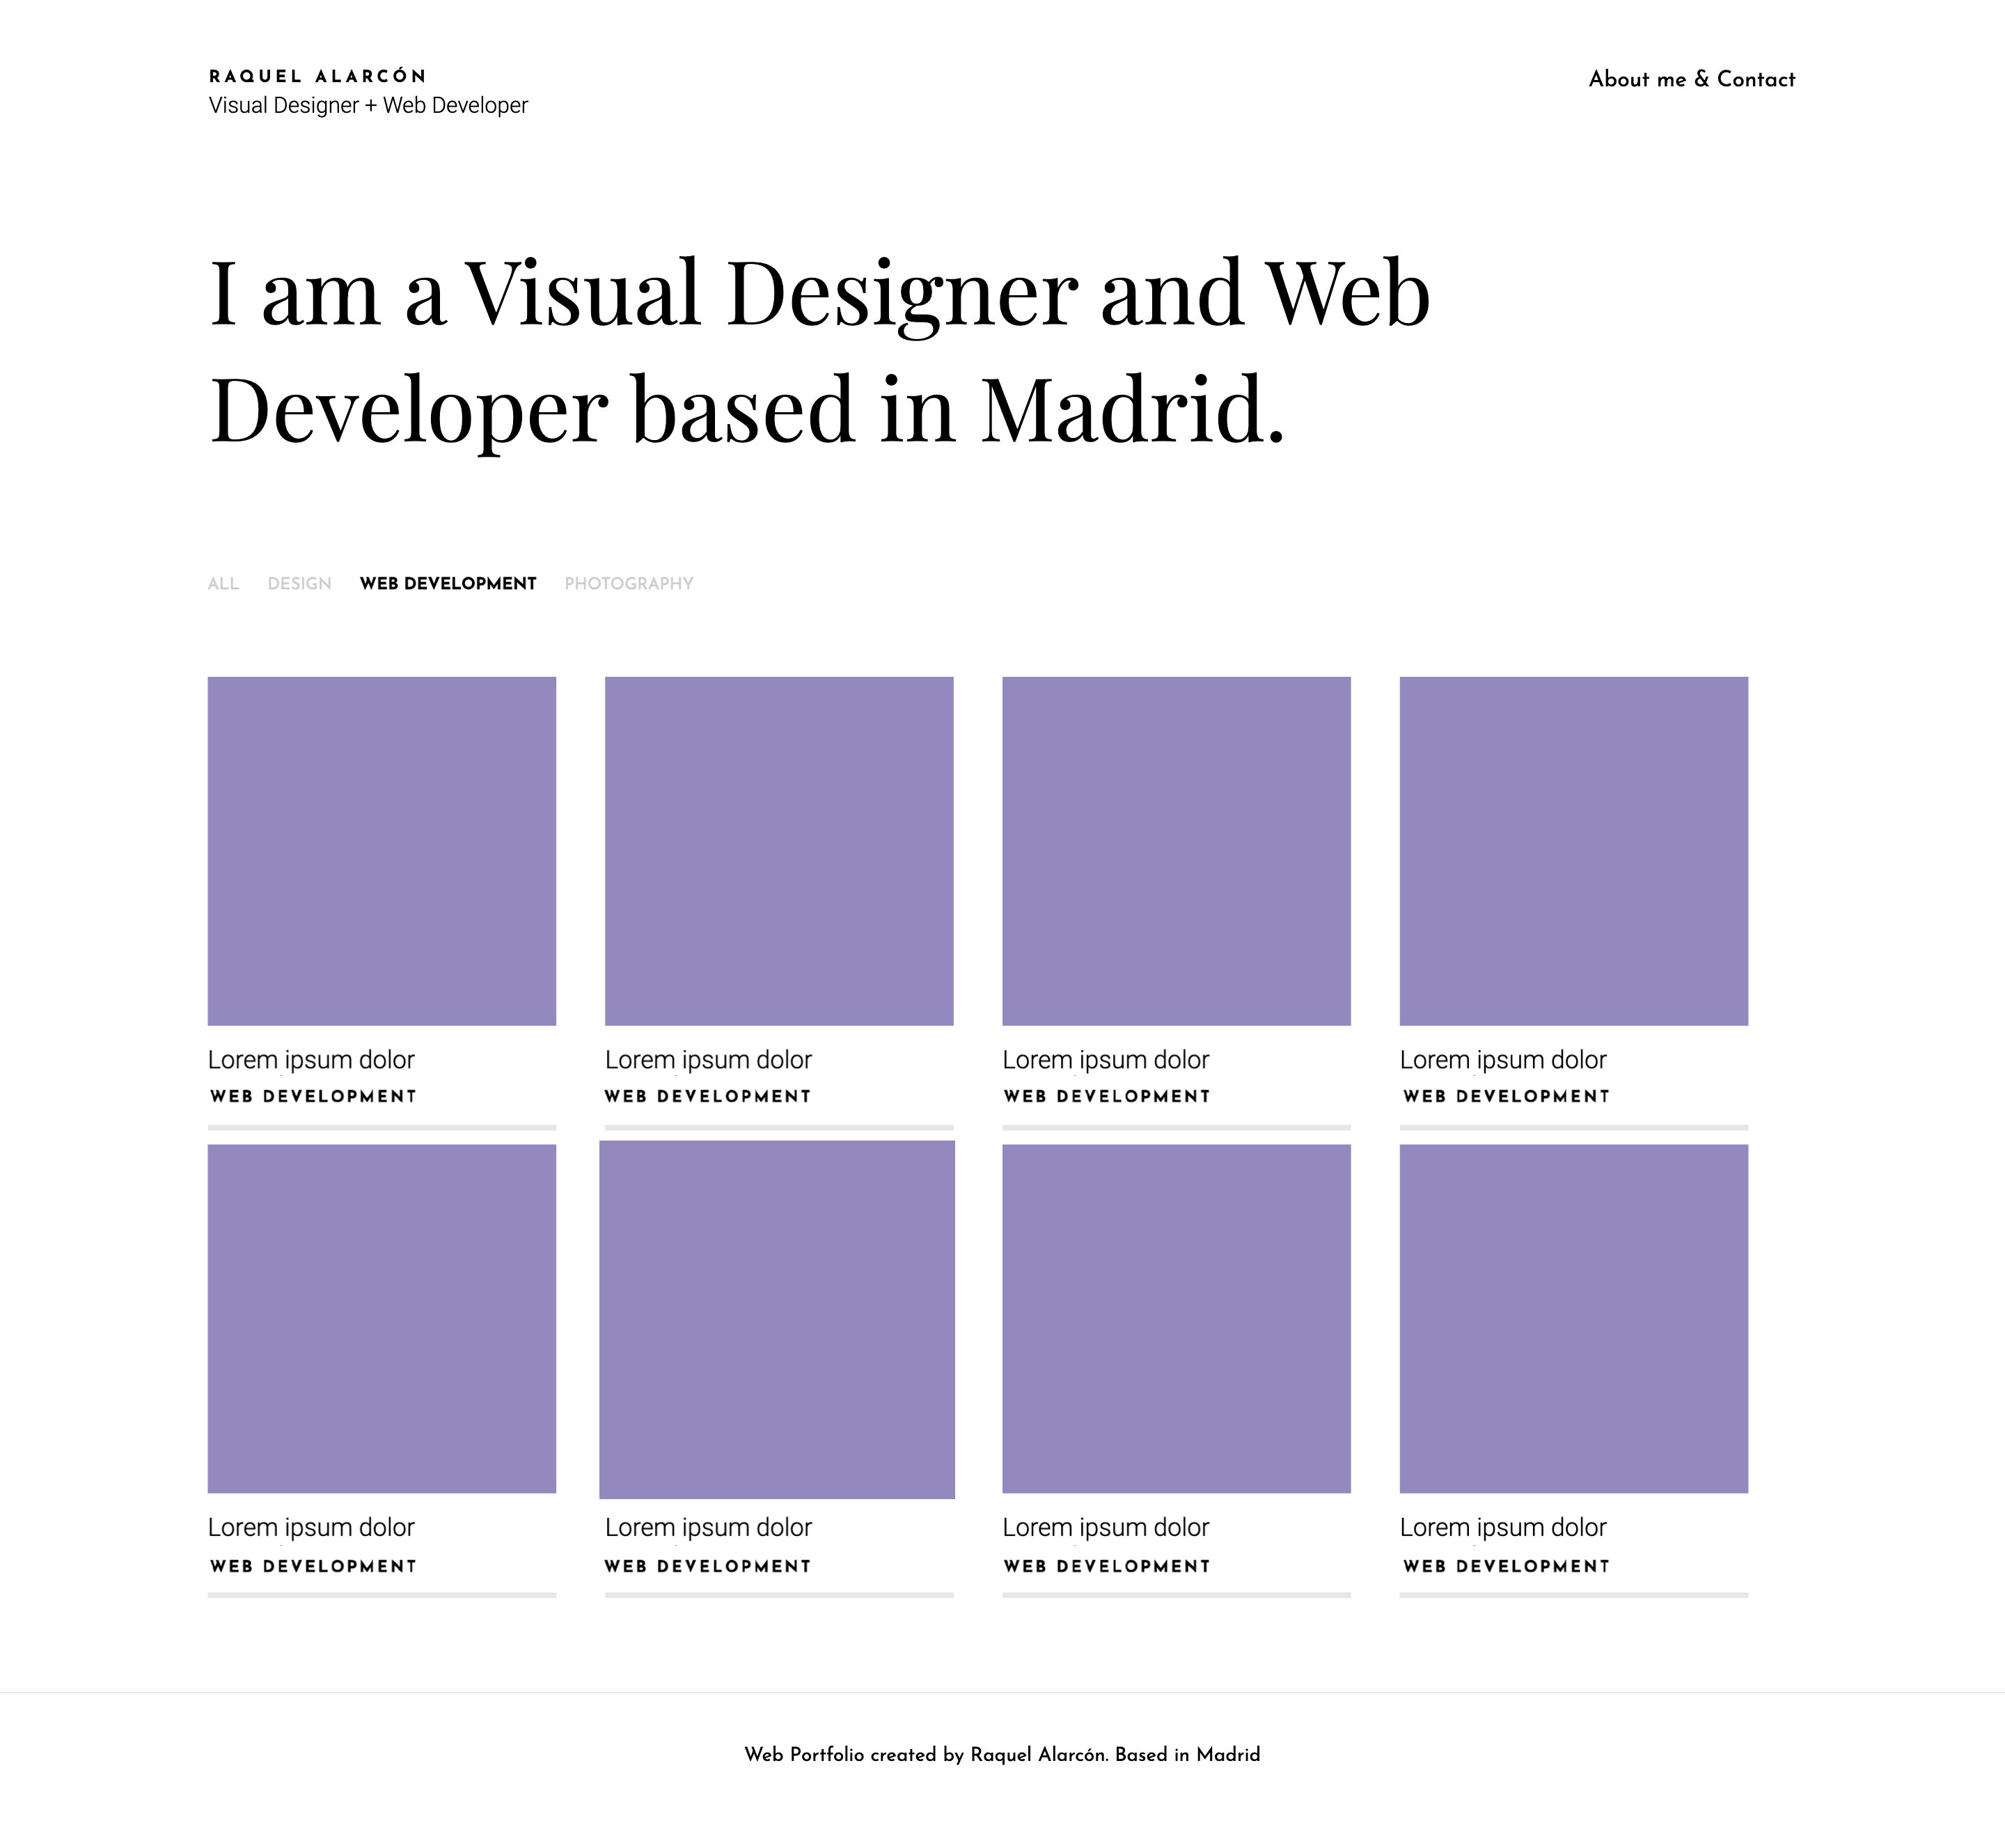 RAQUEL ALARCÓN
Visual Designer + Web Developer
About me & Contact
I am a Visual Designer and Web
Developer based in Madrid.
ALL DESIGN WEB DEVELOPMENT PHOTOGRAPHY
Lorem ipsum dolor
WEB DEVELOPMENT
Lorem ipsum dolor
WEB DEVELOPMENT
Lorem ipsum dolor
WEB DEVELOPMENT
Lorem ipsum dolor
WEB DEVELOPMENT
Lorem ipsum dolor
WEB DEVELOPMENT
Lorem ipsum dolor
WEB DEVELOPMENT
Lorem ipsum dolor
WEB DEVELOPMENT
Lorem ipsum dolor
WEB DEVELOPMENT
Web Portfolio created by Raquel Alarcón. Based in Madrid